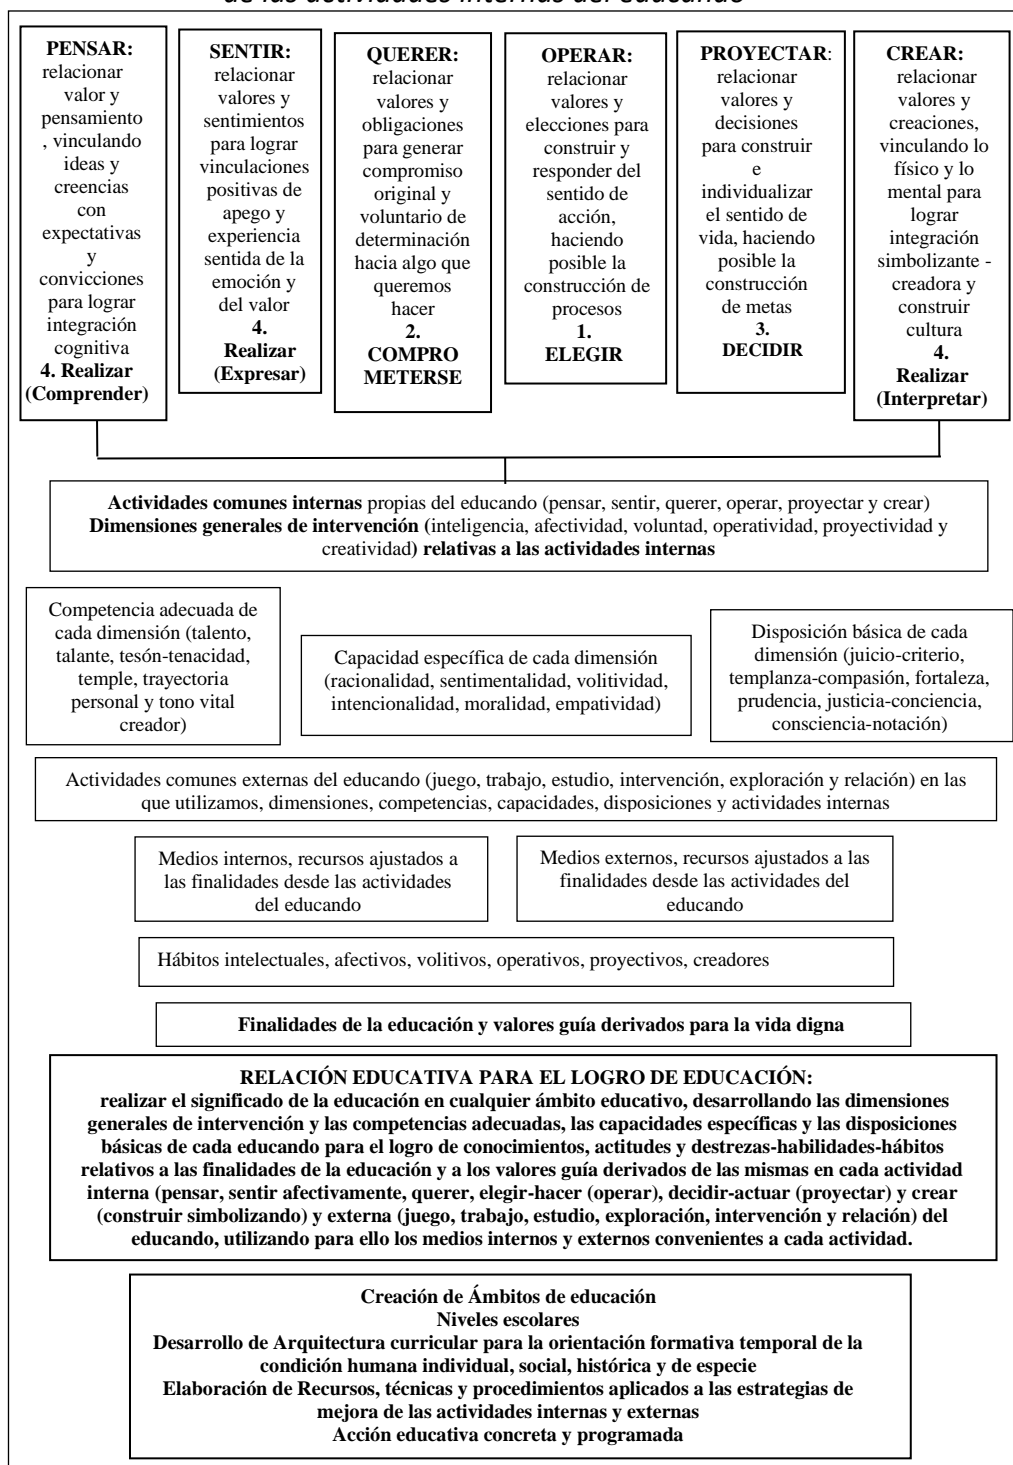 de las actividades internas del educando
PENSAR:
relacionar
valor y
pensamiento
, vinculando
ideas y
creencias
con
expectativas
y
convicciones
para lograr
integración
cognitiva
4. Realizar
(Comprender)
SENTIR:
relacionar
valores y
sentimientos
para lograr
vinculaciones
positivas de
apego y
experiencia
sentida de la
emoción y
del valor
4.
Realizar
(Expresar)
QUERER:
relacionar
valores y
obligaciones
para generar
compromiso
original y
voluntario de
determinación
hacia algo que
queremos
hacer
2.
COMPRO
METERSE
OPERAR:
relacionar
valores y
elecciones para
construir y
responder del
sentido de
acción,
haciendo
posible la
construcción de
procesos
1.
ELEGIR
PROYECTAR:
relacionar
valores y
decisiones
para construir
e
individualizar
el sentido de
vida, haciendo
posible la
construcción
de metas
3.
DECIDIR
CREAR:
relacionar
valores y
creaciones,
vinculando lo
físico y lo
mental para
lograr
integración
simbolizante -
creadora y
construir
cultura
4.
Realizar
(Interpretar)
Actividades comunes internas propias del educando (pensar, sentir, querer, operar, proyectar y crear)
Dimensiones generales de intervención (inteligencia, afectividad, voluntad, operatividad, proyectividad y
creatividad) relativas a las actividades internas
Competencia adecuada de
cada dimensión (talento,
talante, tesón-tenacidad,
temple, trayectoria
personal y tono vital
creador)
Capacidad específica de cada dimensión
(racionalidad, sentimentalidad, volitividad,
intencionalidad, moralidad, empatividad)
Disposición básica de cada
dimensión (juicio-criterio,
templanza-compasión, fortaleza,
prudencia, justicia-conciencia,
consciencia-notación)
Actividades comunes externas del educando (juego, trabajo, estudio, intervención, exploración y relación) en las
que utilizamos, dimensiones, competencias, capacidades, disposiciones y actividades internas
Medios internos, recursos ajustados a
las finalidades desde las actividades
del educando
Medios externos, recursos ajustados a las
finalidades desde las actividades del
educando
Hábitos intelectuales, afectivos, volitivos, operativos, proyectivos, creadores
Finalidades de la educación y valores guía derivados para la vida digna
RELACIÓN EDUCATIVA PARA EL LOGRO DE EDUCACIÓN:
realizar el significado de la educación en cualquier ámbito educativo, desarrollando las dimensiones
generales de intervención y las competencias adecuadas, las capacidades específicas y las disposiciones
básicas de cada educando para el logro de conocimientos, actitudes y destrezas-habilidades-hábitos
relativos a las finalidades de la educación y a los valores guía derivados de las mismas en cada actividad
interna (pensar, sentir afectivamente, querer, elegir-hacer (operar), decidir-actuar (proyectar) y crear
(construir simbolizando) y externa (juego, trabajo, estudio, exploración, intervención y relación) del
educando, utilizando para ello los medios internos y externos convenientes a cada actividad.
Creación de Ámbitos de educación
Niveles escolares
Desarrollo de Arquitectura curricular para la orientación formativa temporal de la
condición humana individual, social, histórica y de especie
Elaboración de Recursos, técnicas y procedimientos aplicados a las estrategias de
mejora de las actividades internas y externas
Acción educativa concreta y programada